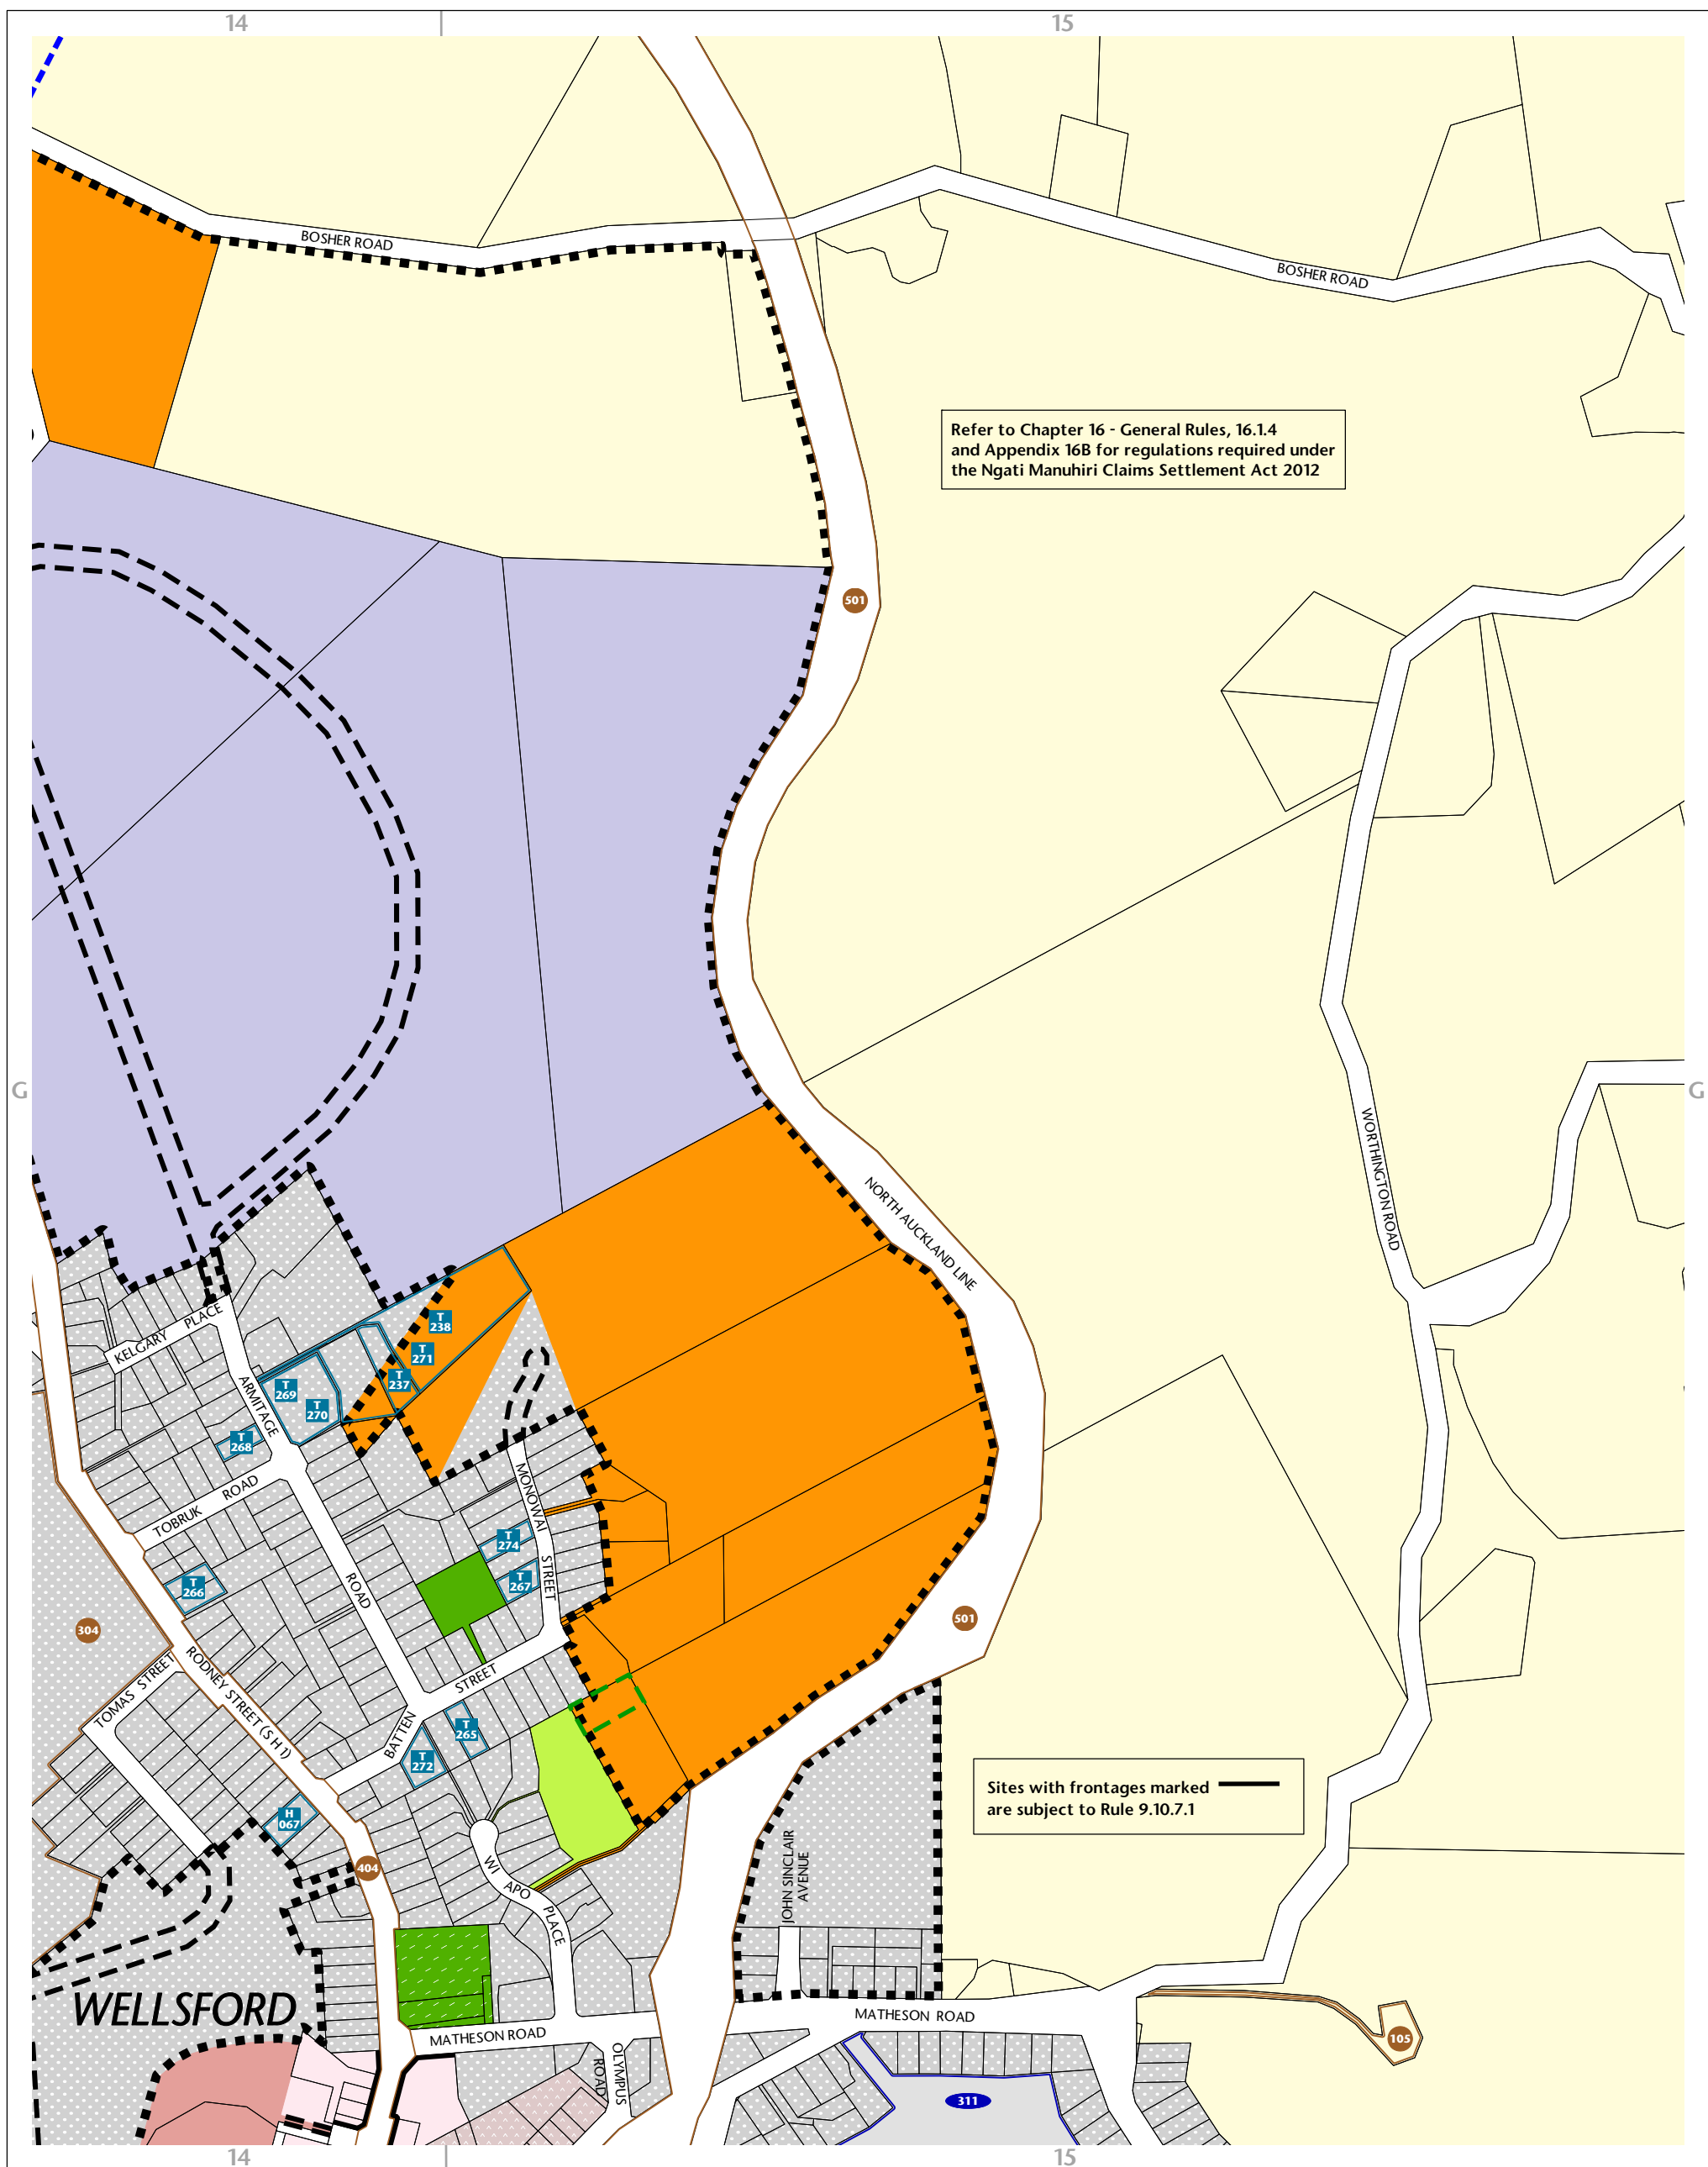 14
15
BOSHER ROAD
BOSHER ROAD
Refer to Chapter 16 - General Rules, 16.1.4
and Appendix 16B for regulations required under
the Ngati Manuhiri Claims Settlement Act 2012
501
G
G
WORTHINGTON ROAD
NORTH AUCKLAND LINE
KELGARY PLACE
T
238
T
271
T
237
T
269
T
270
T
268
ARMITAGE
ROAD
TOBRUK ROAD
MONOWAI
STREET
T
274
T
267
T
266
304
501
TOMAS STREET
RODNEY STREET (S H 1)
BATTEN
STREET
T
265
T
272
H
067
404
Sites with frontages marked
are subject to Rule 9.10.7.1
WI APO
PLACE
JOHN SINCLAIR
AVENUE
WELLSFORD
MATHESON ROAD
MATHESON ROAD
OLYMPUS
ROAD
105
311
14
15